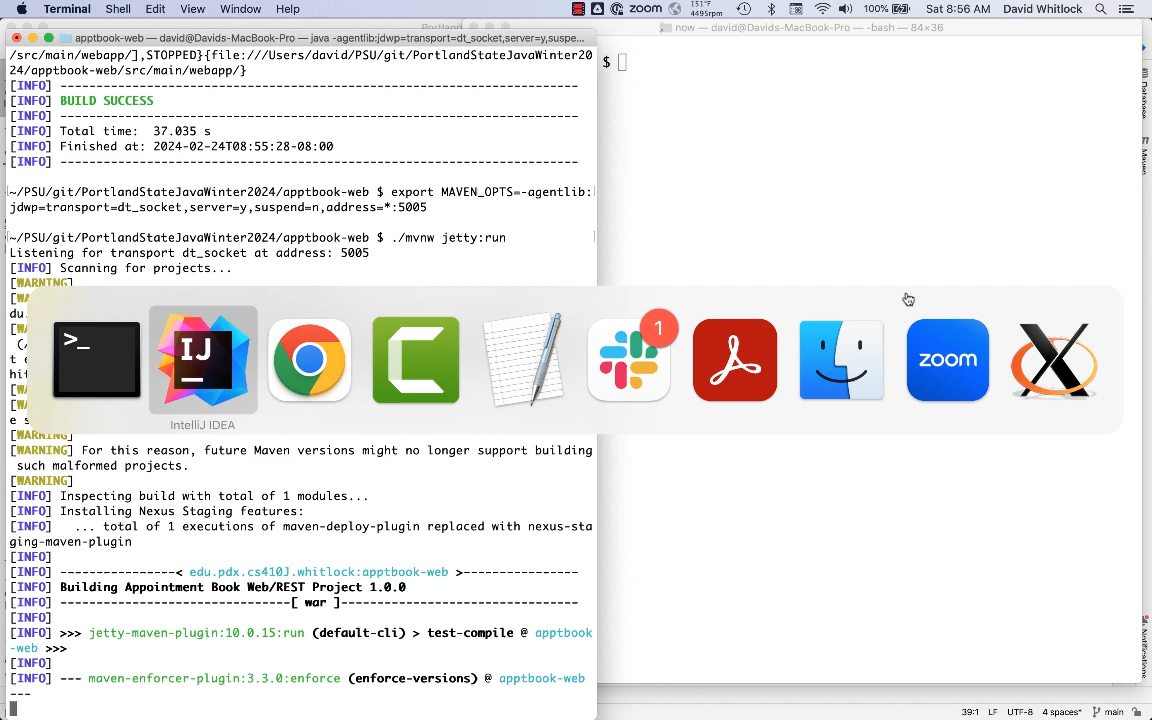 Terminal Shell Edit View Window Help
zoom 151°F 4495rpm 100% Sat 8:56 AM David Whitlock
apptbook-web — david@Davids-MacBook-Pro — java -agentlib:jdwp=transport=dt_socket,server=y,suspe...
now — david@Davids-MacBook-Pro — -bash — 84×36
/src/main/webapp/],STOPPED}{file:///Users/david/PSU/git/PortlandStateJavaWinter20
24/apptbook-web/src/main/webapp/}
[INFO] ------------------------------------------------------------------------
[INFO] BUILD SUCCESS
[INFO] ------------------------------------------------------------------------
[INFO] Total time:  37.035 s
[INFO] Finished at: 2024-02-24T08:55:28-08:00
[INFO] ------------------------------------------------------------------------
~/PSU/git/PortlandStateJavaWinter2024/apptbook-web $ export MAVEN_OPTS=-agentlib:
jdwp=transport=dt_socket,server=y,suspend=n,address=*:5005
~/PSU/git/PortlandStateJavaWinter2024/apptbook-web $ ./mvnw jetty:run
Listening for transport dt_socket at address: 5005
[INFO] Scanning for projects...
[WARNING]
IntelliJ IDEA
[WARNING]
[WARNING] For this reason, future Maven versions might no longer support building
such malformed projects.
[WARNING]
[INFO] Inspecting build with total of 1 modules...
[INFO] Installing Nexus Staging features:
[INFO]   ... total of 1 executions of maven-deploy-plugin replaced with nexus-sta
ging-maven-plugin
[INFO]
[INFO] ----------------< edu.pdx.cs410J.whitlock:apptbook-web >----------------
[INFO] Building Appointment Book Web/REST Project 1.0.0
[INFO] --------------------------------[ war ]---------------------------------
[INFO]
[INFO] >>> jetty-maven-plugin:10.0.15:run (default-cli) > test-compile @ apptbook
-web >>>
[INFO]
[INFO] --- maven-enforcer-plugin:3.3.0:enforce (enforce-versions) @ apptbook-web
---
$
>_
IJ
1
zoom
Database
Maven
Notifications
39:1 LF UTF-8 4 spaces* main